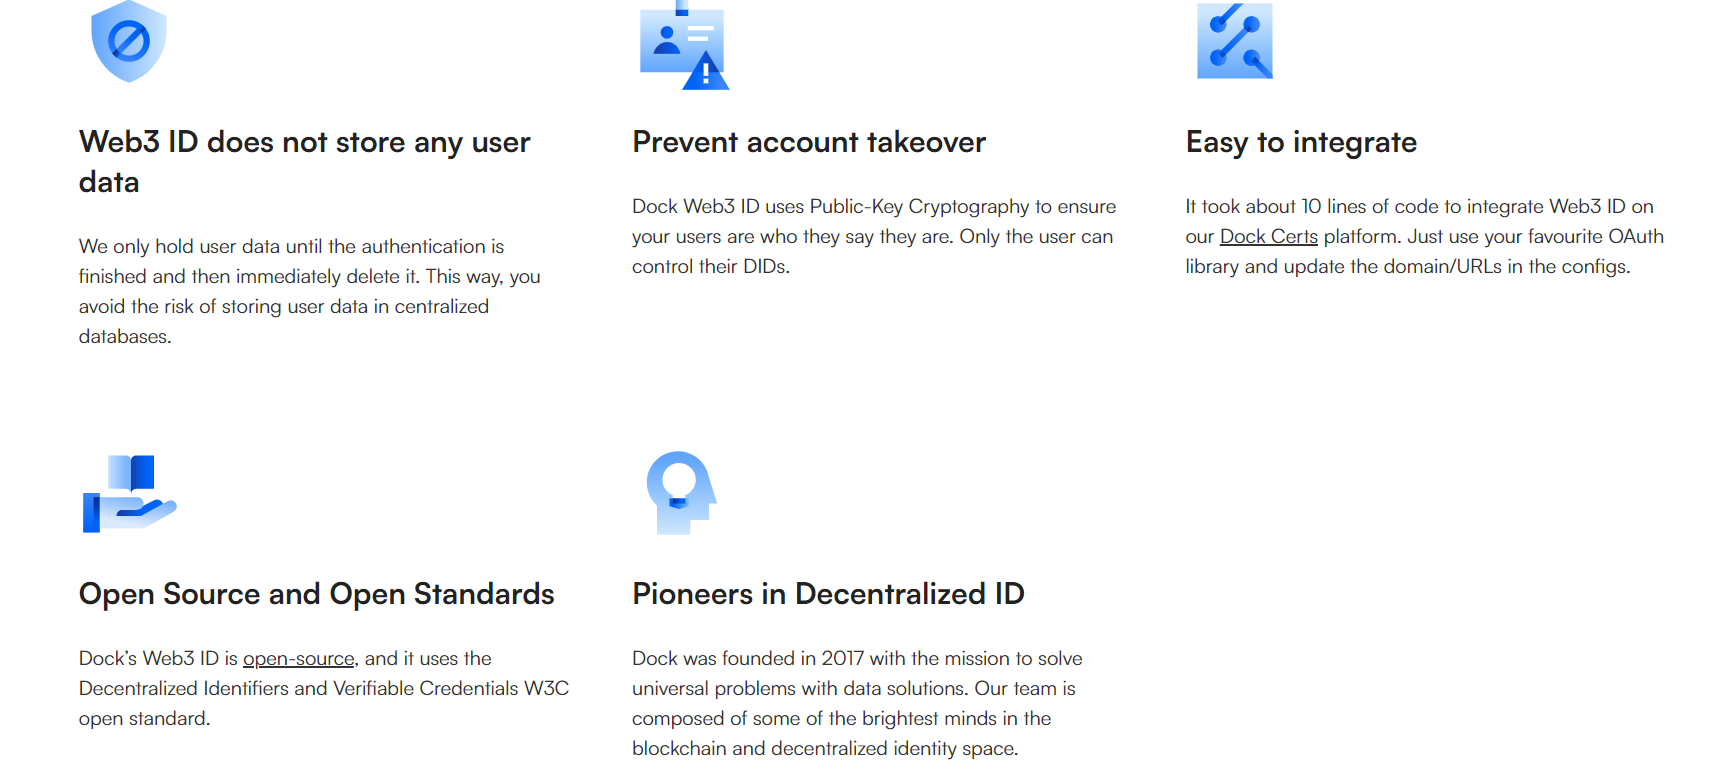 Web3 ID does not store any user
data
We only hold user data until the authentication is
finished and then immediately delete it. This way, you
avoid the risk of storing user data in centralized
databases.
Prevent account takeover
Dock Web3 ID uses Public-Key Cryptography to ensure
your users are who they say they are. Only the user can
control their DIDs.
Easy to integrate
It took about 10 lines of code to integrate Web3 ID on
our Dock Certs platform. Just use your favourite OAuth
library and update the domain/URLs in the configs.
Open Source and Open Standards
Dock’s Web3 ID is open-source, and it uses the
Decentralized Identifiers and Verifiable Credentials W3C
open standard.
Pioneers in Decentralized ID
Dock was founded in 2017 with the mission to solve
universal problems with data solutions. Our team is
composed of some of the brightest minds in the
blockchain and decentralized identity space.